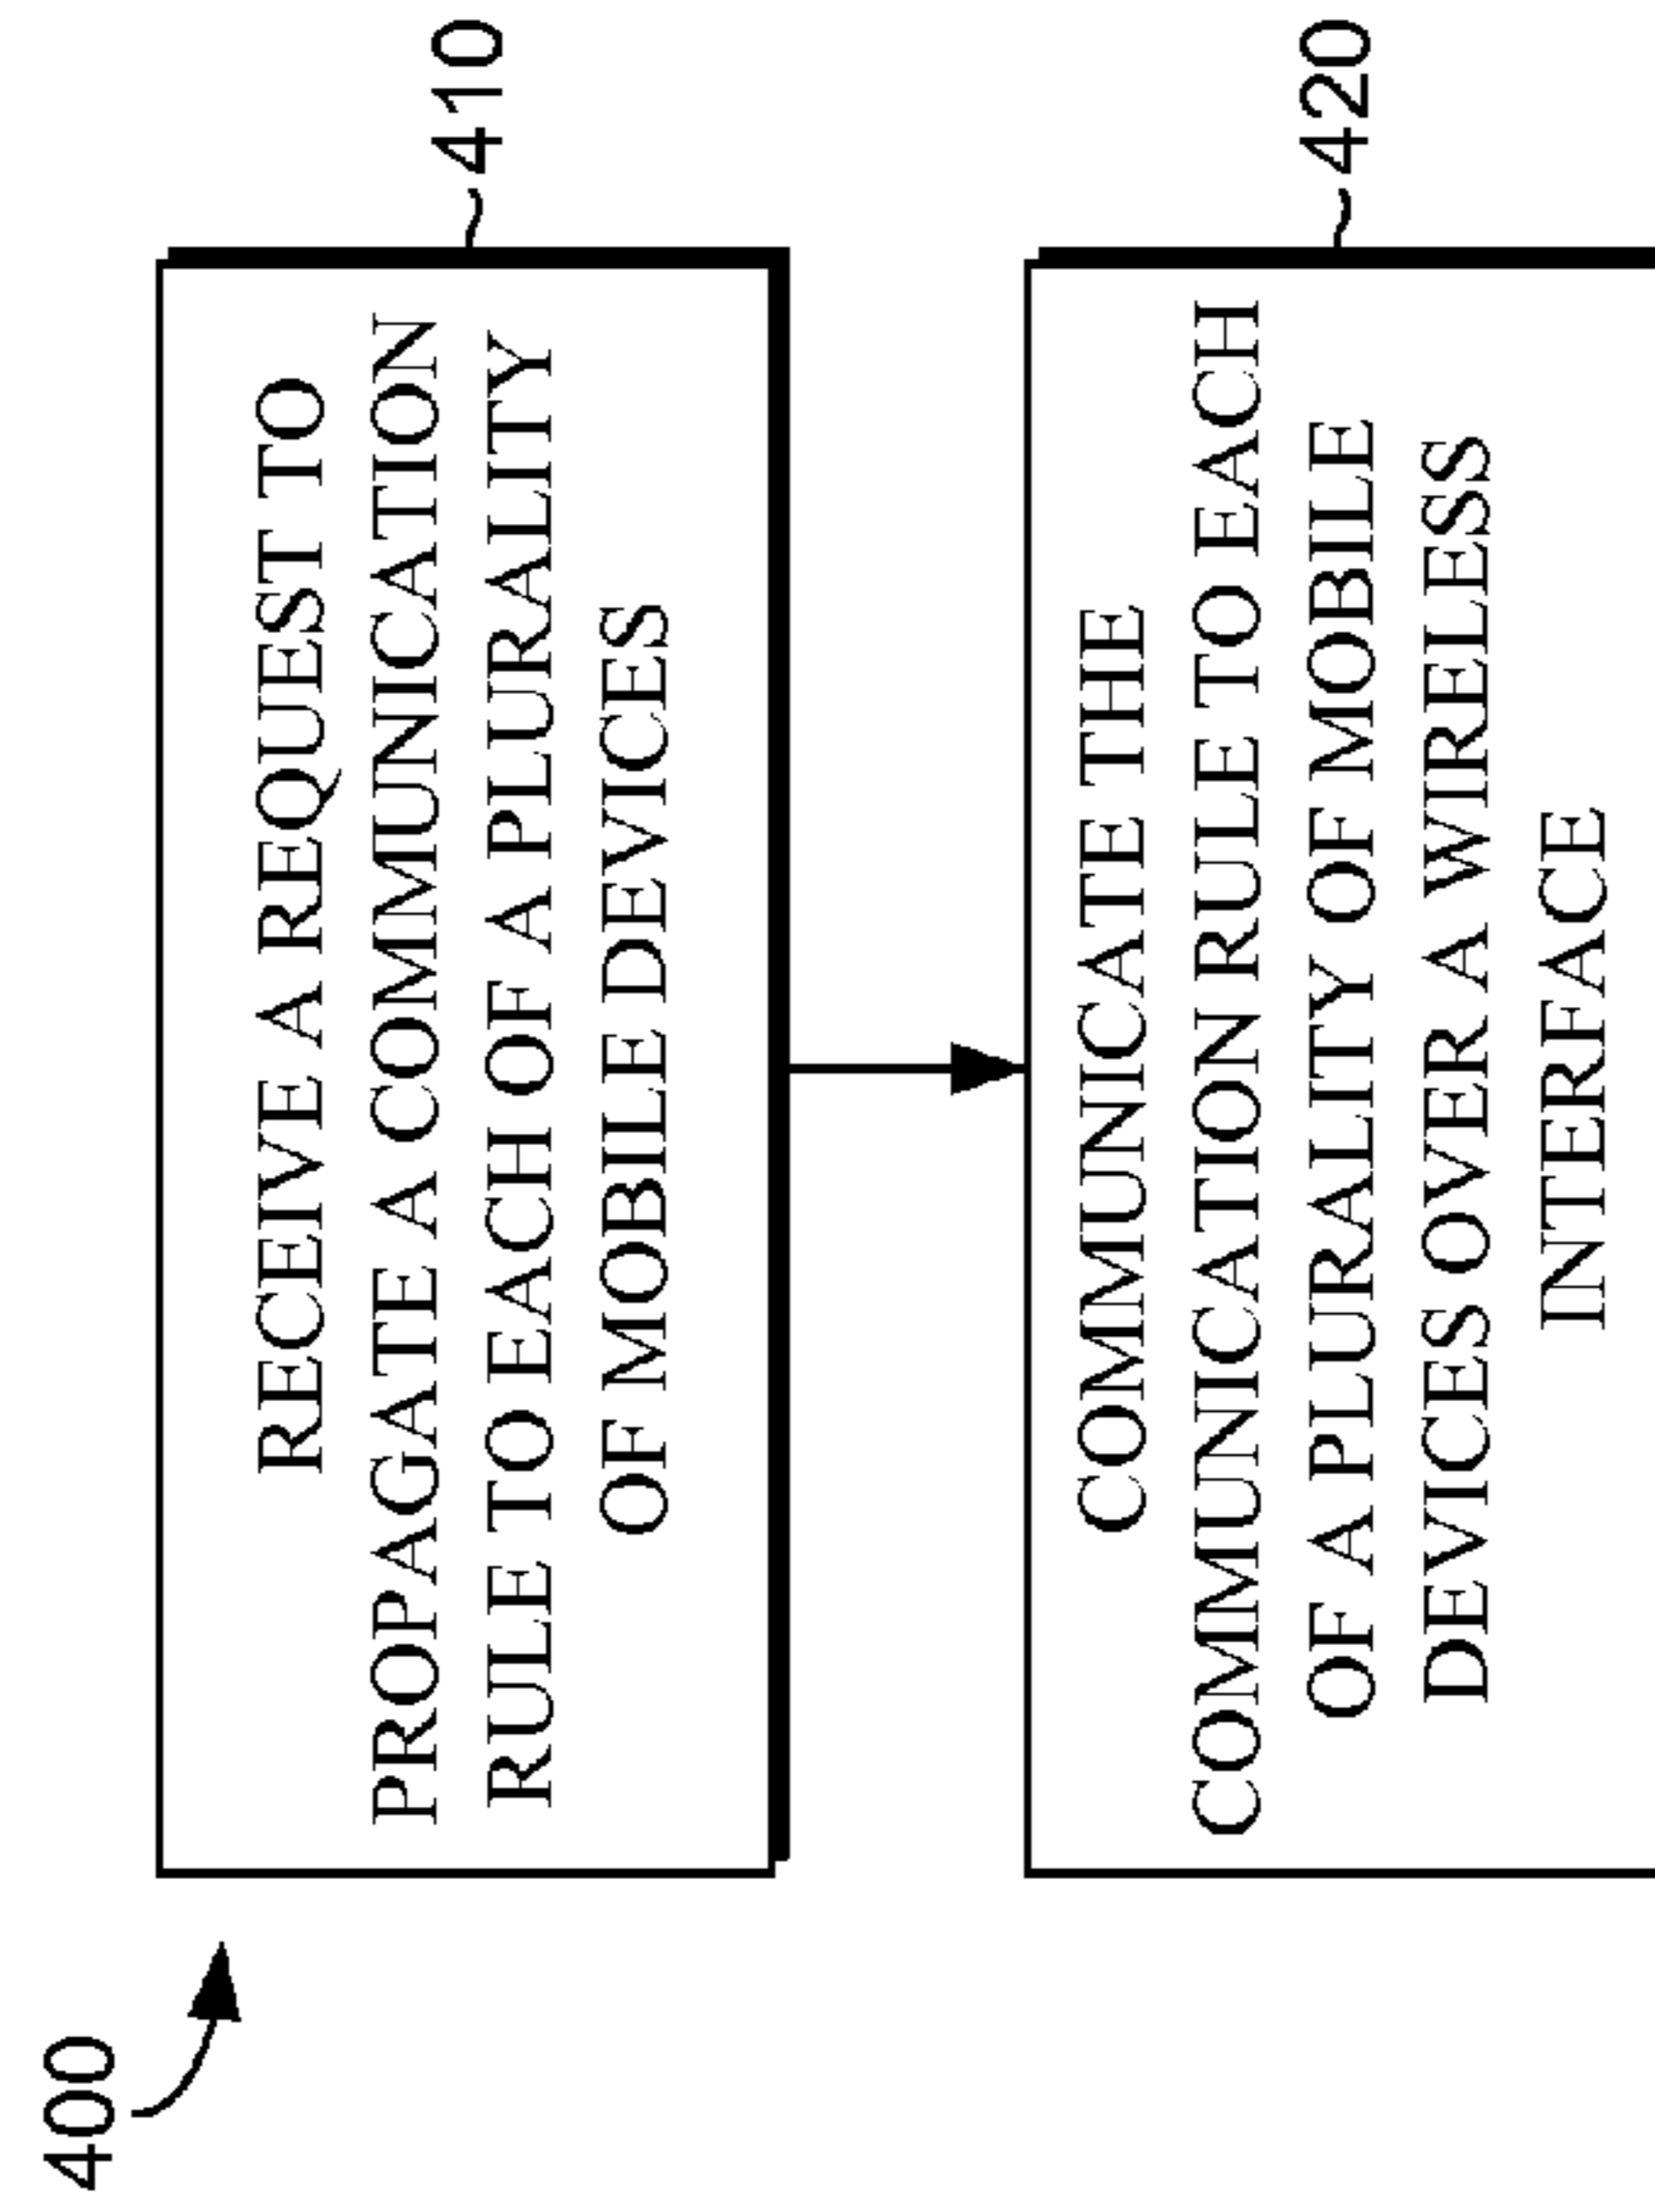 400
RECEIVE A REQUEST TO
PROPAGATE A COMMUNICATION
RULE TO EACH OF A PLURALITY
OF MOBILE DEVICES
410
COMMUNICATE THE
COMMUNICATION RULE TO EACH
OF A PLURALITY OF MOBILE
DEVICES OVER A WIRELESS
INTERFACE
420